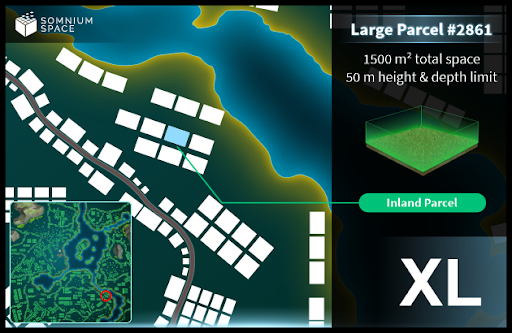 SOMNIUM
SPACE
Large Parcel #2861
1500 m² total space
50 m height & depth limit
Inland Parcel
XL